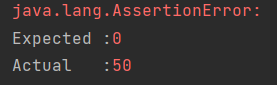 java.lang.AssertionError:
Expected :0
Actual   :50